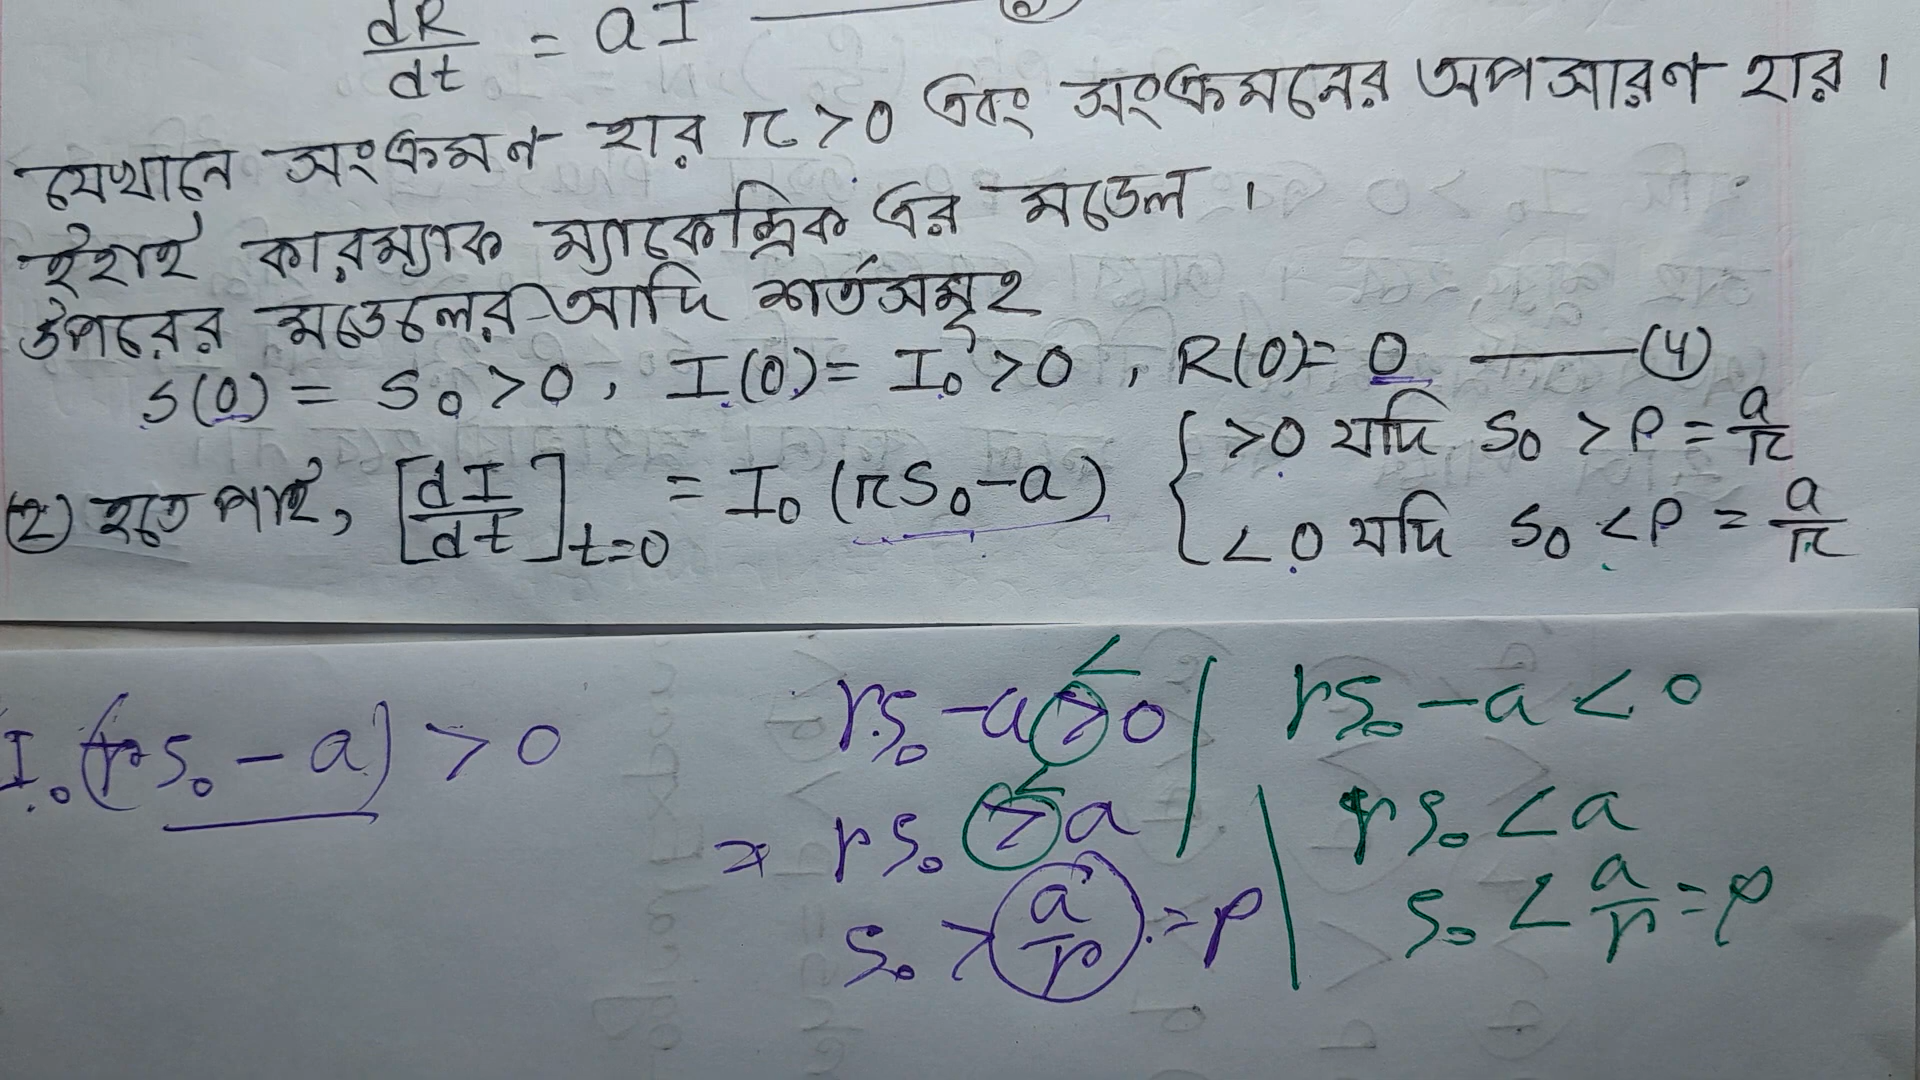 dR/dt = aI ———
যেখানে সংক্রমণ হার r > 0 এবং সংক্রমনের অপসারণ হার ।
ইহাই কারম্যাক ম্যাকেন্ড্রিক এর মডেল ।
উপরের মডেলের আদি শর্তসমূহ
S(0) = S₀ > 0, I(0) = I₀ > 0, R(0) = 0 ——— (4)
(2) হতে পাই, [dI/dt]t=0 = I₀ (rS₀ - a) { > 0 যদি S₀ > ρ = a/r
< 0 যদি S₀ < ρ = a/r
I₀ (rS₀ - a) > 0
rS₀ - a > 0
<
⇒ rS₀ > a
<
S₀ > a/r = ρ
rS₀ - a < 0
rS₀ < a
S₀ < a/r = ρ